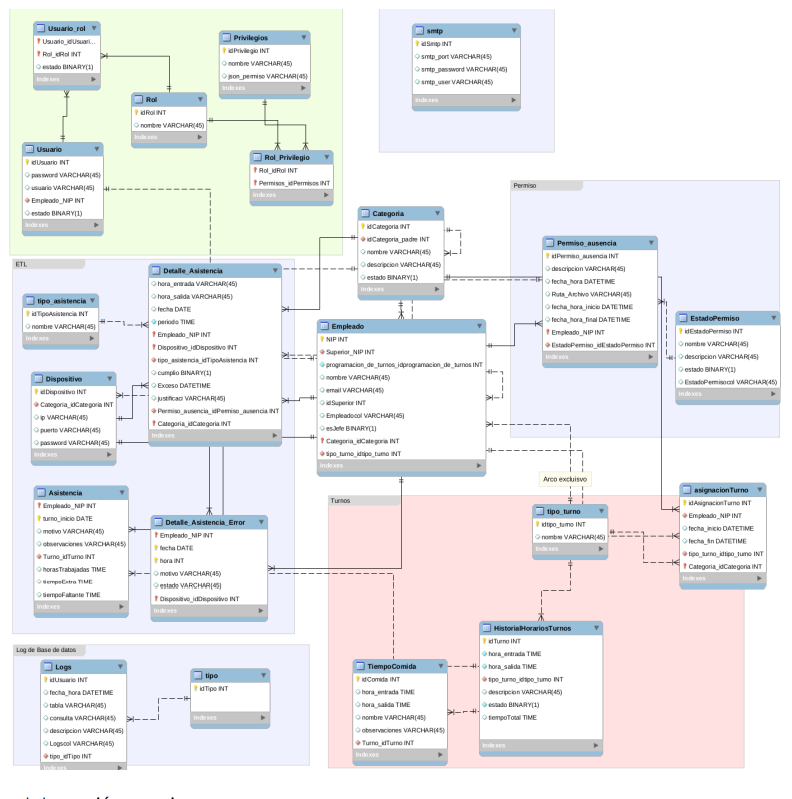 Usuario_rol
Usuario_idUsuari...
Rol_idRol INT
estado BINARY(1)
Indexes
Privilegios
idPrivilegio INT
nombre VARCHAR(45)
json_permiso VARCHAR(45)
Indexes
smtp
idSmtp INT
smtp_port VARCHAR(45)
smtp_password VARCHAR(45)
smtp_user VARCHAR(45)
Indexes
Rol
idRol INT
nombre VARCHAR(45)
Indexes
Usuario
idUsuario INT
password VARCHAR(45)
usuario VARCHAR(45)
Empleado_NIP INT
estado BINARY(1)
Indexes
Rol_Privilegio
Rol_idRol INT
Permisos_idPermisos INT
Indexes
Categoria
idCategoria INT
idCategoria_padre INT
nombre VARCHAR(45)
descripcion VARCHAR(45)
estado BINARY(1)
Indexes
Permiso
Permiso_ausencia
idPermiso_ausencia INT
descripcion VARCHAR(45)
fecha_hora DATETIME
Ruta_Archivo VARCHAR(45)
fecha_hora_inicio DATETIME
fecha_hora_final DATETIME
Empleado_NIP INT
EstadoPermiso_idEstadoPermiso INT
Indexes
EstadoPermiso
idEstadoPermiso INT
nombre VARCHAR(45)
descripcion VARCHAR(45)
estado BINARY(1)
EstadoPermisocol VARCHAR(45)
Indexes
ETL
tipo_asistencia
idTipoAsistencia INT
nombre VARCHAR(45)
Indexes
Detalle_Asistencia
hora_entrada VARCHAR(45)
hora_salida VARCHAR(45)
fecha DATE
periodo TIME
Empleado_NIP INT
Dispositivo_idDispositivo INT
tipo_asistencia_idTipoAsistencia INT
cumplio BINARY(1)
Exceso DATETIME
justificaci VARCHAR(45)
Permiso_ausencia_idPermiso_ausencia INT
Categoria_idCategoria INT
Indexes
Empleado
NIP INT
Superior_NIP INT
programacion_de_turnos_idprogramacion_de_turnos INT
nombre VARCHAR(45)
email VARCHAR(45)
idSuperior INT
Empleadocol VARCHAR(45)
esJefe BINARY(1)
Categoria_idCategoria INT
tipo_turno_idtipo_turno INT
Indexes
Dispositivo
idDispositivo INT
Categoria_idCategoria INT
ip VARCHAR(45)
puerto VARCHAR(45)
password VARCHAR(45)
Indexes
Arco exclusivo
Asistencia
Empleado_NIP INT
turno_inicio DATE
motivo VARCHAR(45)
observaciones VARCHAR(45)
Turno_idTurno INT
horasTrabajadas TIME
tiempoExtra TIME
tiempoFaltante TIME
Indexes
Detalle_Asistencia_Error
Empleado_NIP INT
fecha DATE
hora INT
motivo VARCHAR(45)
estado VARCHAR(45)
Dispositivo_idDispositivo INT
Indexes
Turnos
tipo_turno
idtipo_turno INT
nombre VARCHAR(45)
Indexes
asignacionTurno
idAsignacionTurno INT
Empleado_NIP INT
fecha_inicio DATETIME
fecha_fin DATETIME
tipo_turno_idtipo_turno INT
Categoria_idCategoria INT
Indexes
HistorialHorariosTurnos
idTurno INT
hora_entrada TIME
hora_salida TIME
tipo_turno_idtipo_turno INT
descripcion VARCHAR(45)
estado BINARY(1)
tiempoTotal TIME
Indexes
TiempoComida
idComida INT
hora_entrada TIME
hora_salida TIME
nombre VARCHAR(45)
observaciones VARCHAR(45)
Turno_idTurno INT
Indexes
Log de Base de datos
Logs
idUsuario INT
fecha_hora DATETIME
tabla VARCHAR(45)
consulta VARCHAR(45)
descripcion VARCHAR(45)
Logscol VARCHAR(45)
tipo_idTipo INT
Indexes
tipo
idTipo INT
Indexes